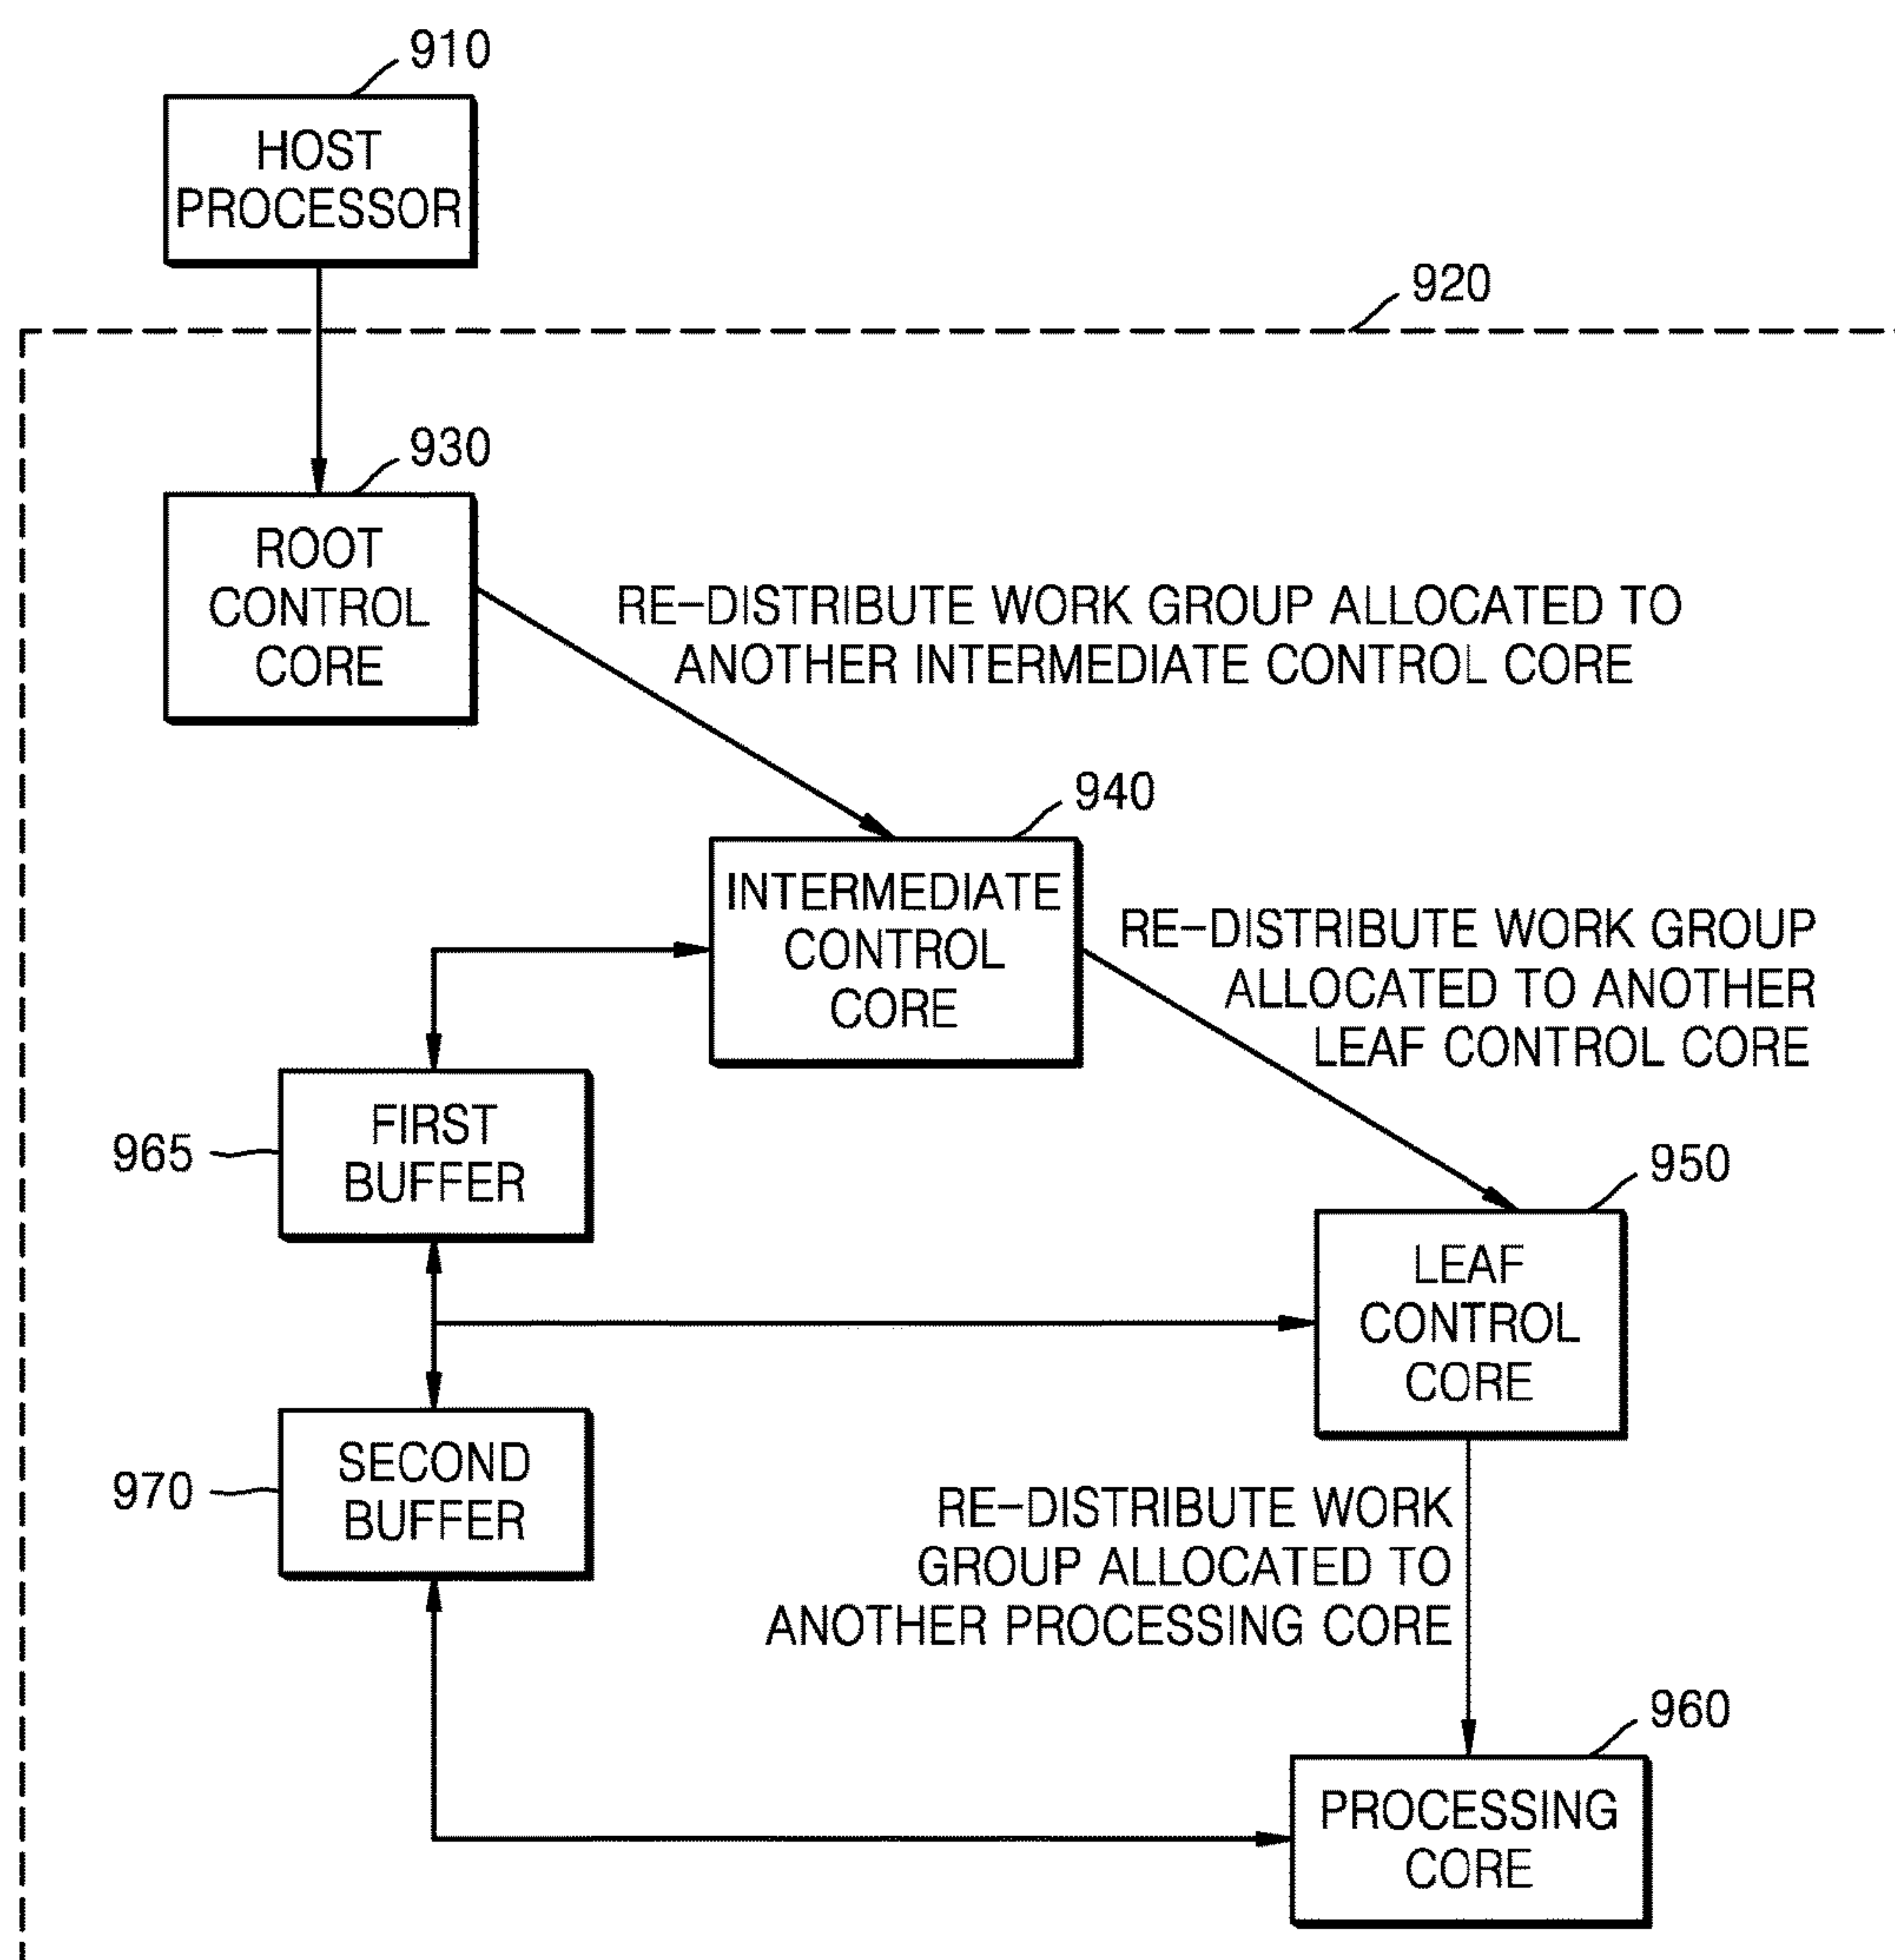 910
HOST
PROCESSOR
920
930
ROOT
CONTROL
CORE
RE-DISTRIBUTE WORK GROUP ALLOCATED TO
ANOTHER INTERMEDIATE CONTROL CORE
940
INTERMEDIATE
CONTROL
CORE
RE-DISTRIBUTE WORK GROUP
ALLOCATED TO ANOTHER
LEAF CONTROL CORE
965
FIRST
BUFFER
950
LEAF
CONTROL
CORE
970
SECOND
BUFFER
RE-DISTRIBUTE WORK
GROUP ALLOCATED TO
ANOTHER PROCESSING CORE
960
PROCESSING
CORE